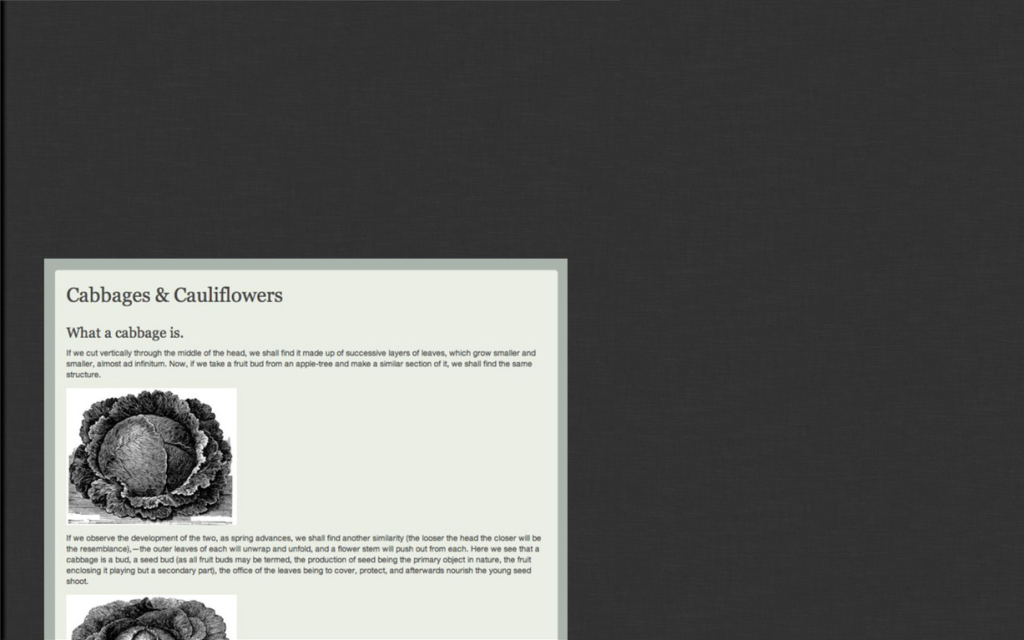 Cabbages & Cauliflowers
What a cabbage is.
If we cut vertically through the middle of the head, we shall find it made up of successive layers of leaves, which grow smaller and
smaller, almost ad infinitum. Now, if we take a fruit bud from an apple-tree and make a similar section of it, we shall find the same
structure.
If we observe the development of the two, as spring advances, we shall find another similarity (the looser the head the closer will be
the resemblance),—the outer leaves of each will unwrap and unfold, and a flower stem will push out from each. Here we see that a
cabbage is a bud, a seed bud (as all fruit buds may be termed, the production of seed being the primary object in nature, the fruit
enclosing it playing but a secondary part), the office of the leaves being to cover, protect, and afterwards nourish the young seed
shoot.